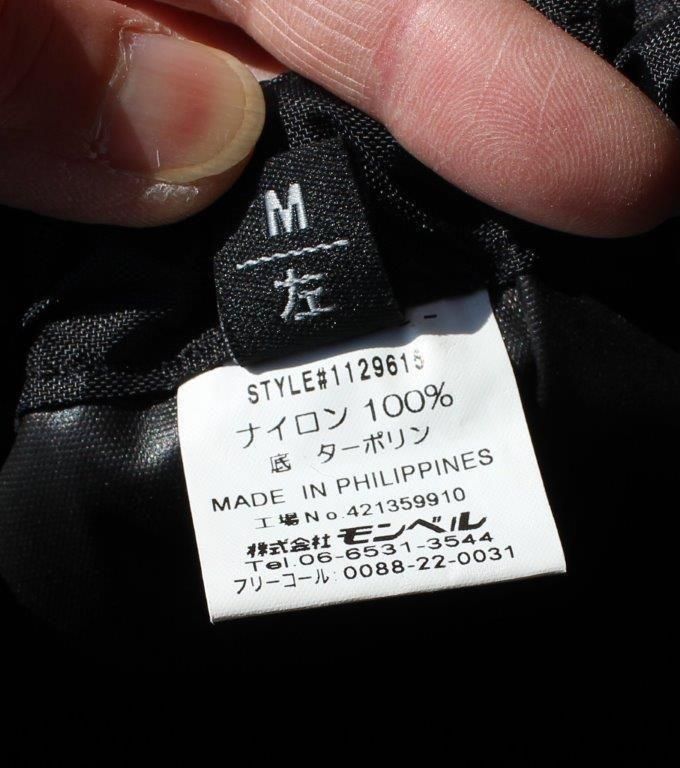 M
左
STYLE#1129615
ナイロン 100%
底 ターポリン
MADE IN PHILIPPINES
工場No.421359910
株式会社 モンベル
Tel.06-6531-3544
フリーコール: 0088-22-0031